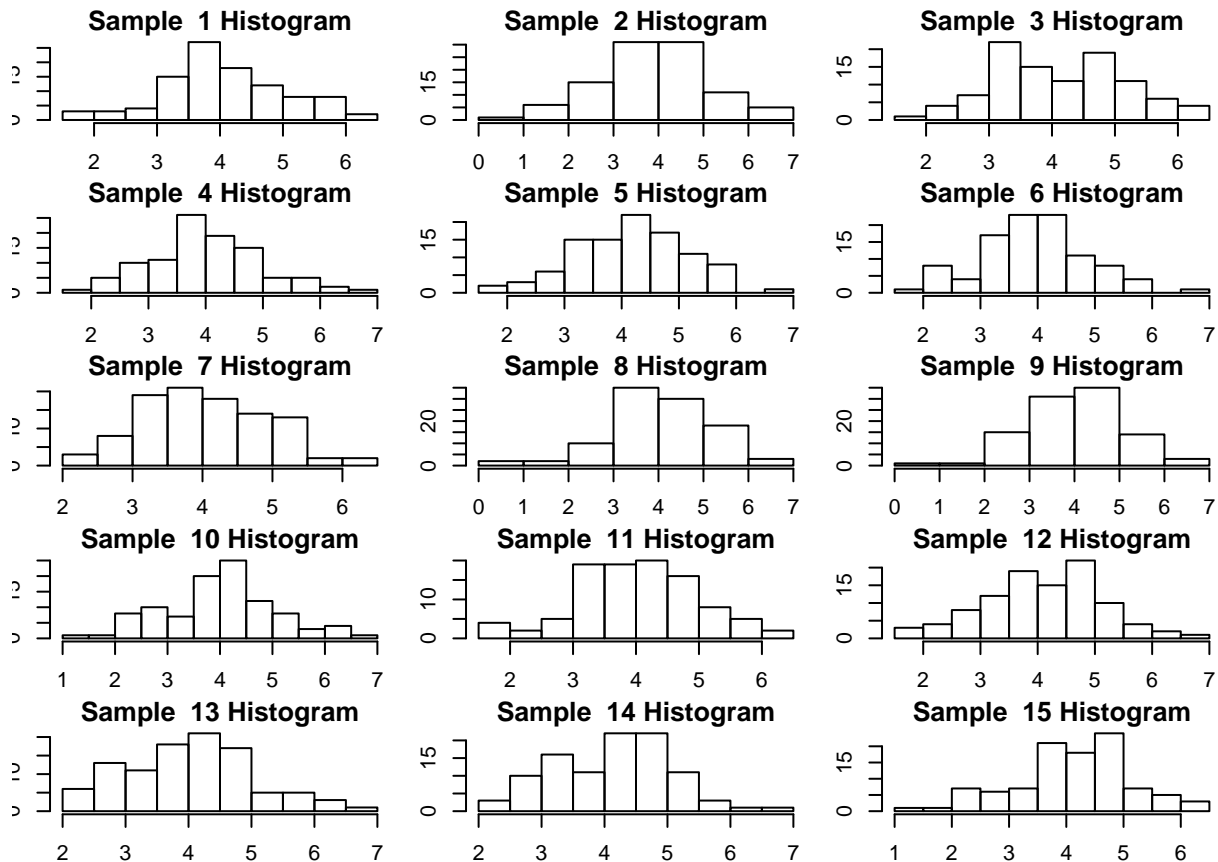 Sample 1 Histogram
2 3 4 5 6
Sample 2 Histogram
15
0
0 1 2 3 4 5 6 7
Sample 3 Histogram
15
0
2 3 4 5 6
Sample 4 Histogram
2 3 4 5 6 7
Sample 5 Histogram
15
0
2 3 4 5 6 7
Sample 6 Histogram
15
0
2 3 4 5 6 7
Sample 7 Histogram
2 3 4 5 6
Sample 8 Histogram
20
0
0 1 2 3 4 5 6 7
Sample 9 Histogram
20
0
0 1 2 3 4 5 6 7
Sample 10 Histogram
1 2 3 4 5 6 7
Sample 11 Histogram
10
0
2 3 4 5 6
Sample 12 Histogram
15
0
2 3 4 5 6 7
Sample 13 Histogram
2 3 4 5 6 7
Sample 14 Histogram
15
0
2 3 4 5 6 7
Sample 15 Histogram
15
0
1 2 3 4 5 6